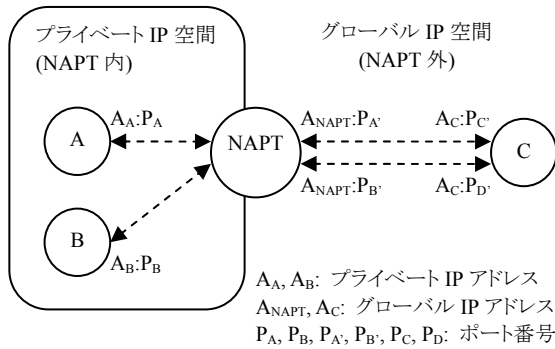 プライベート IP 空間
(NAPT 内)
グローバル IP 空間
(NAPT 外)
A
A_A:P_A
NAPT
A_NAPT:P_A'
A_C:P_C'
C
A_NAPT:P_B'
A_C:P_D'
B
A_B:P_B
A_A, A_B: プライベート IP アドレス
A_NAPT, A_C: グローバル IP アドレス
P_A, P_B, P_A', P_B', P_C, P_D: ポート番号